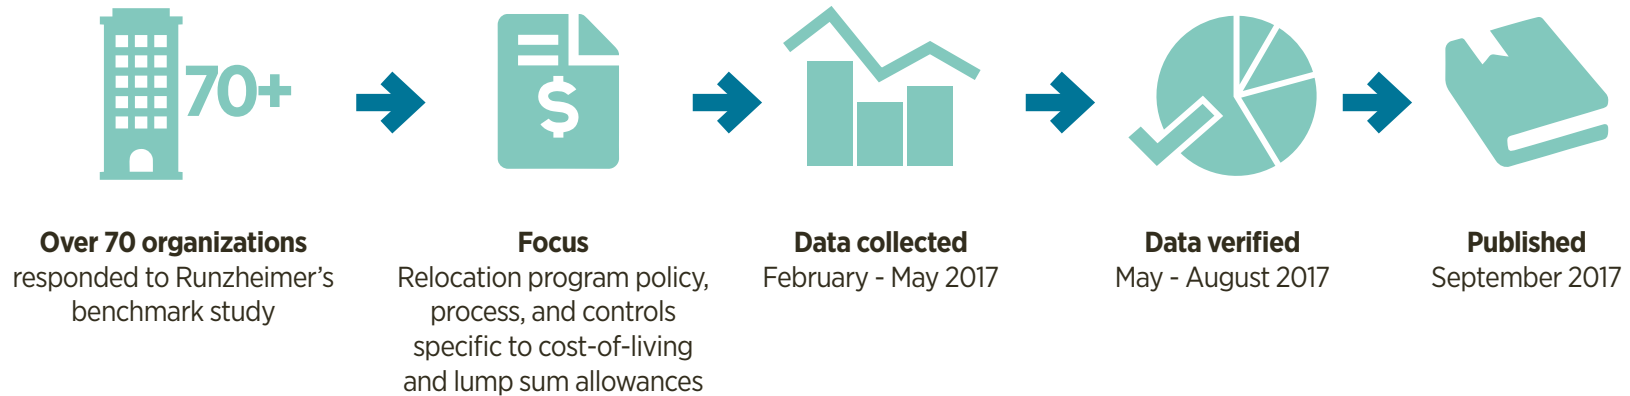 70+
$
Over 70 organizations
responded to Runzheimer’s
benchmark study
Focus
Relocation program policy,
process, and controls
specific to cost-of-living
and lump sum allowances
Data collected
February - May 2017
Data verified
May - August 2017
Published
September 2017